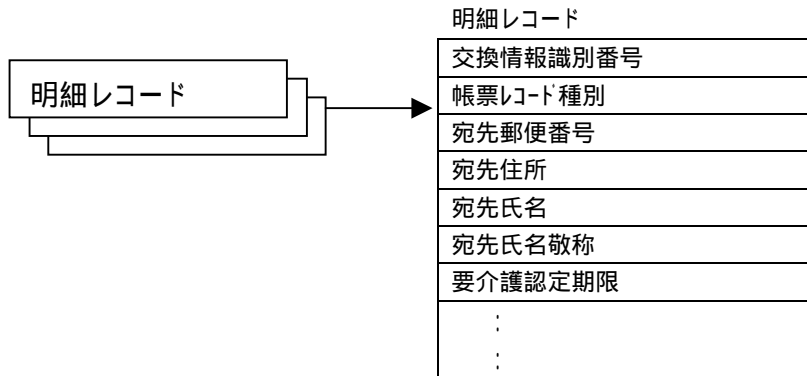 明細レコード
明細レコード
交換情報識別番号
帳票ﾚｺｰﾄﾞ種別
宛先郵便番号
宛先住所
宛先氏名
宛先氏名敬称
要介護認定期限
:
: